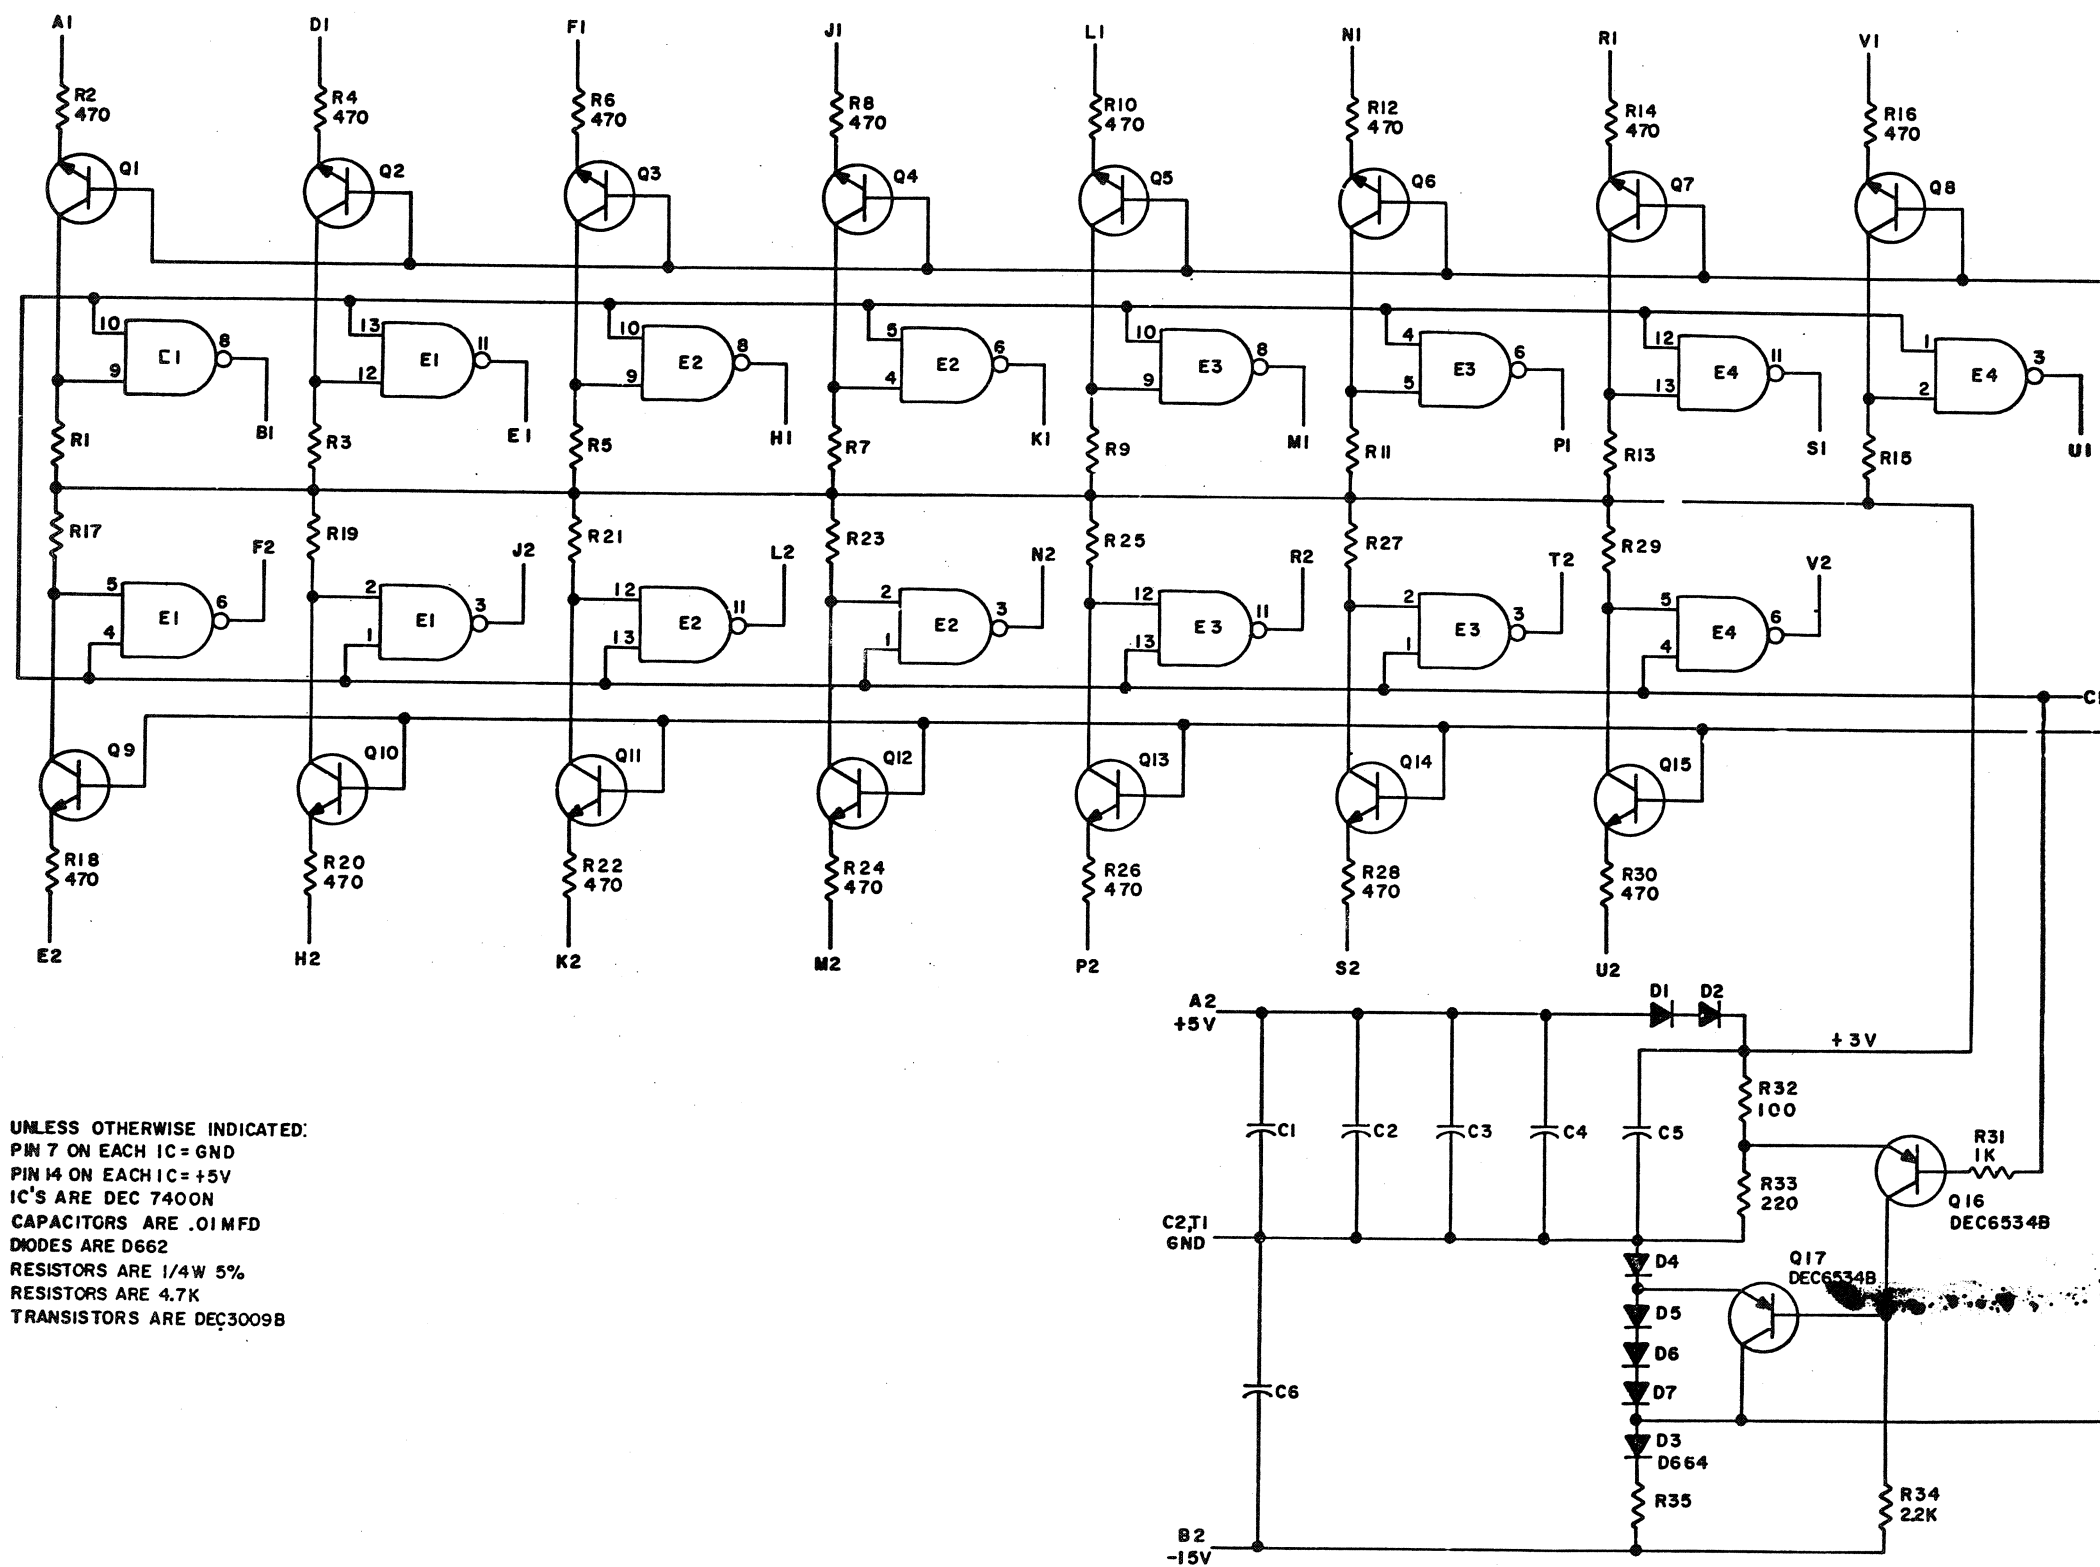 A1 D1 F1 J1 L1 N1 R1 V1
R2 R4 R6 R8 R10 R12 R14 R16
470 470 470 470 470 470 470 470
Q1 Q2 Q3 Q4 Q5 Q6 Q7 Q8
10 13 10 5 10 4 12 1
8 11 8 6 8 6 11 3
E1 E1 E2 E2 E3 E3 E4 E4
9 12 9 4 9 5 13 2
B1 E1 H1 K1 M1 P1 S1 U1
R1 R3 R5 R7 R9 R11 R13 R15
R17 R19 R21 R23 R25 R27 R29
F2 J2 L2 N2 R2 T2 V2
5 2 12 2 12 2 5
6 3 11 3 11 3 6
E1 E1 E2 E2 E3 E3 E4
4 1 13 1 13 1 4
Q9 Q10 Q11 Q12 Q13 Q14 Q15
R18 R20 R22 R24 R26 R28 R30
470 470 470 470 470 470 470
E2 H2 K2 M2 P2 S2 U2
A2 D1 D2
+5V
+3V
R32
100
C1 C2 C3 C4 C5
R31
1K
R33
220
Q16
DEC6534B
C2,T1
GND
D4
Q17
DEC6534B
D5
D6
D7
C6
D3
D664
R35
R34
2.2K
B2
-15V
UNLESS OTHERWISE INDICATED:
PIN 7 ON EACH IC = GND
PIN 14 ON EACH IC = +5V
IC'S ARE DEC 7400N
CAPACITORS ARE .01MFD
DIODES ARE D662
RESISTORS ARE 1/4W 5%
RESISTORS ARE 4.7K
TRANSISTORS ARE DEC3009B